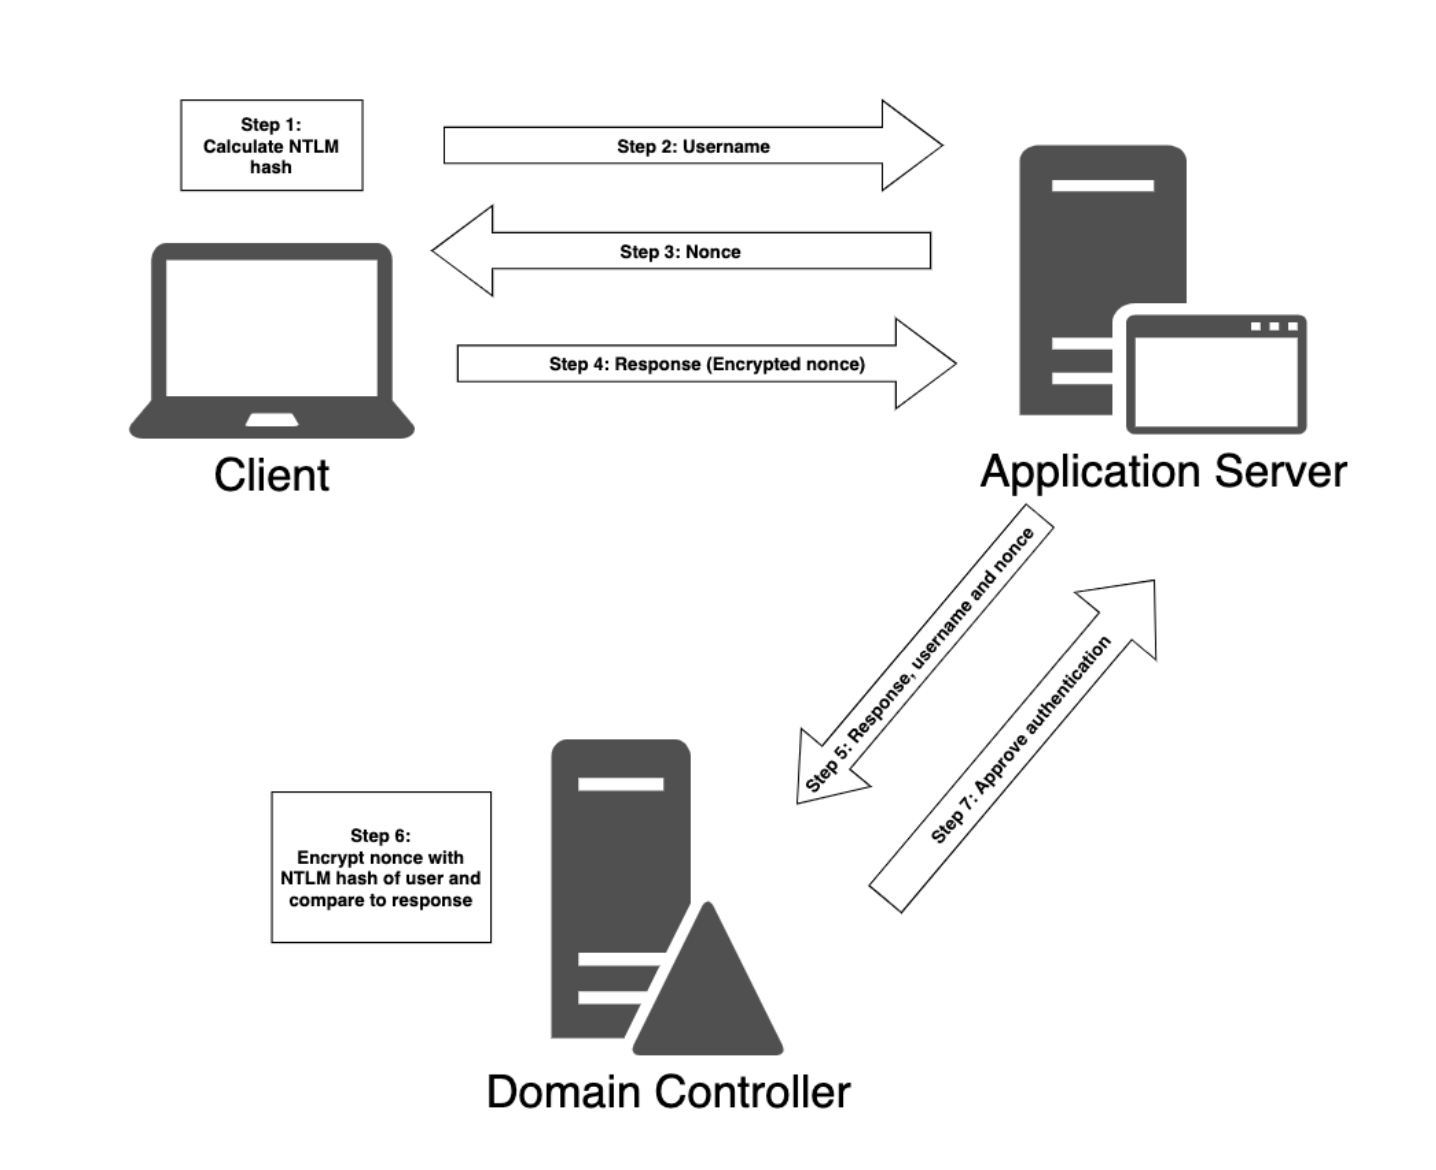 Step 1:
Calculate NTLM
hash
Step 2: Username
Step 3: Nonce
Step 4: Response (Encrypted nonce)
Client
Application Server
Step 5: Response, username and nonce
Step 7: Approve authentication
Step 6:
Encrypt nonce with
NTLM hash of user and
compare to response
Domain Controller